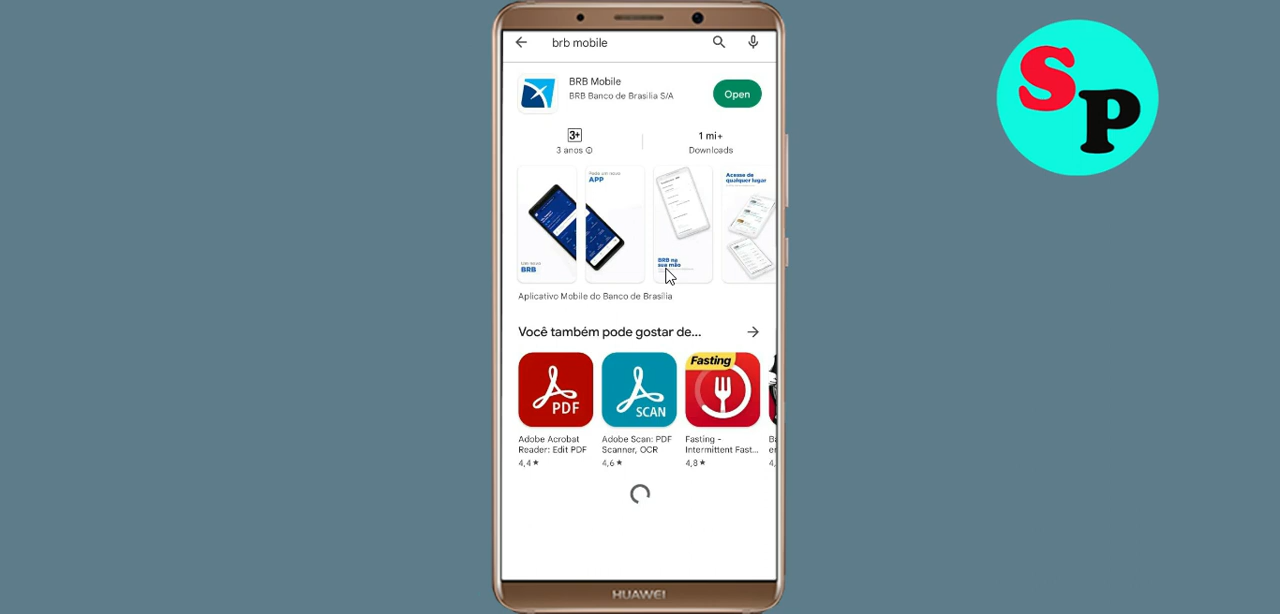 brb mobile
BRB Mobile
BRB Banco de Brasilia S/A
Open
3+
3 anos
1 mi+
Downloads
BRB
APP
BRB na
sua mão
Acesse de
qualquer lugar
Aplicativo Mobile do Banco de Brasília
Você também pode gostar de...
PDF
SCAN
Fasting
Adobe Acrobat
Reader: Edit PDF
4,4★
Adobe Scan: PDF
Scanner, OCR
4,6★
Fasting -
Intermittent Fast...
4,8★
HUAWEI
SP